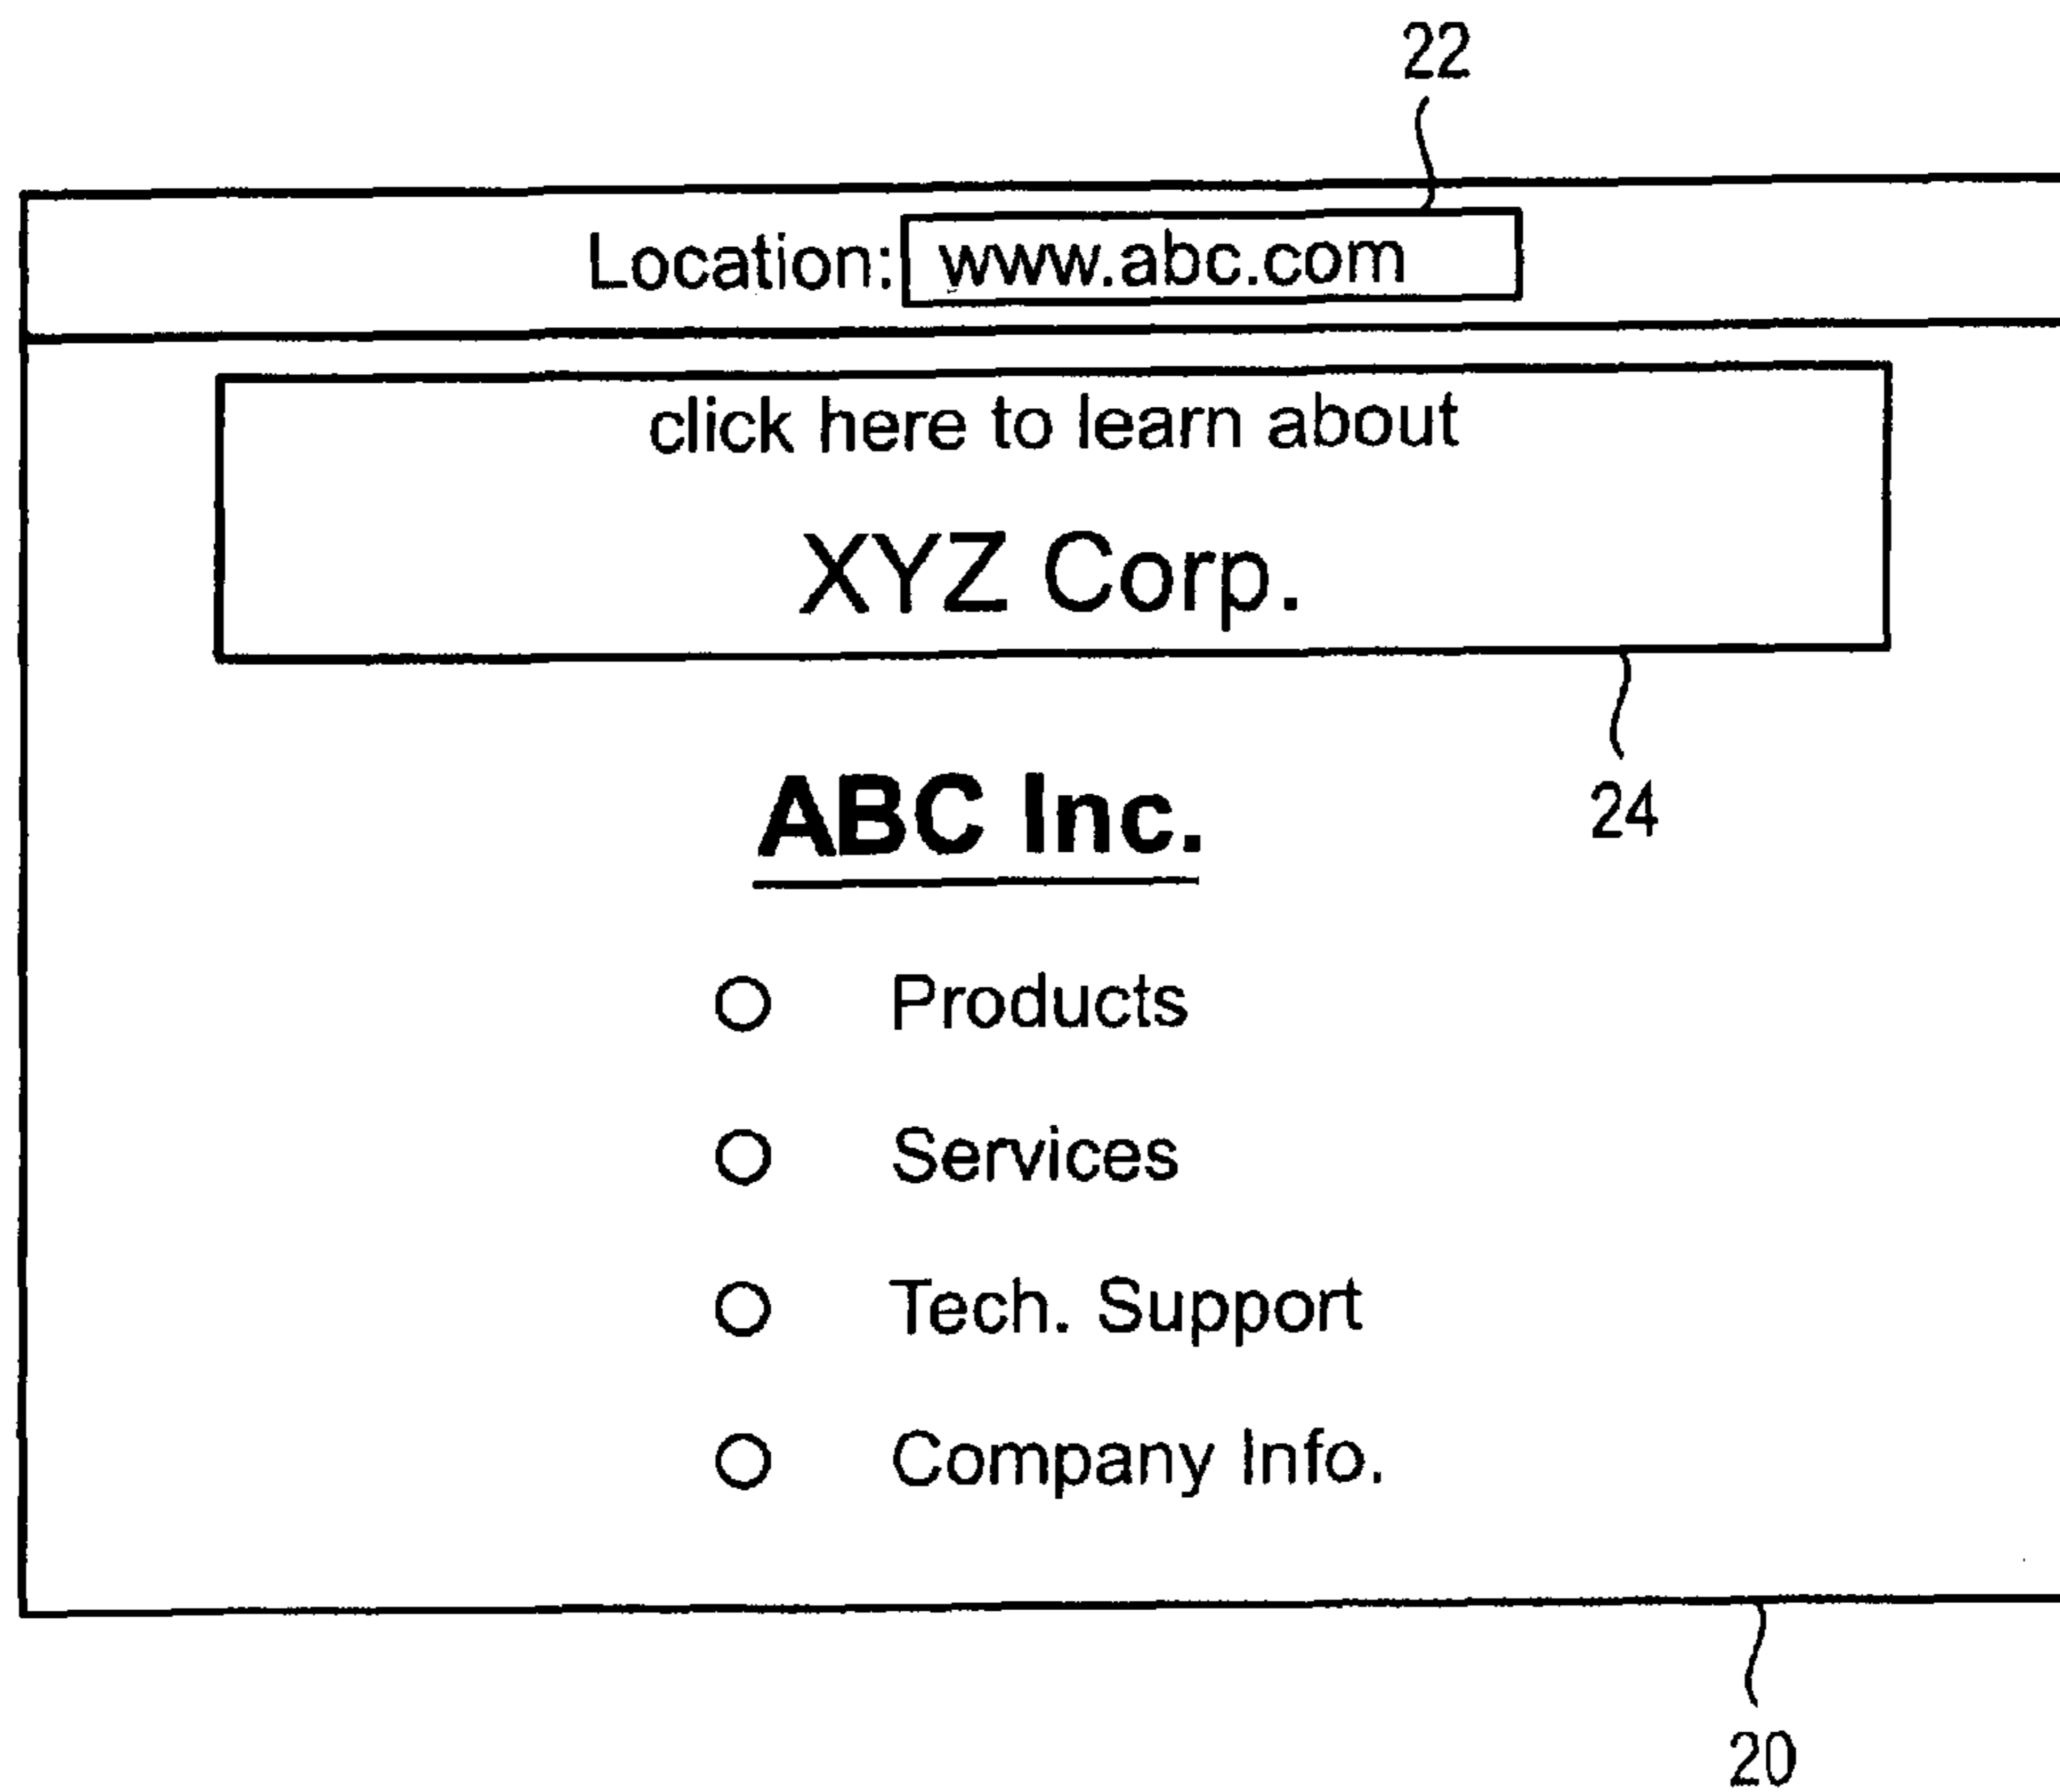 22
Location: www.abc.com
click here to learn about
XYZ Corp.
24
ABC Inc.
Products
Services
Tech. Support
Company Info.
20